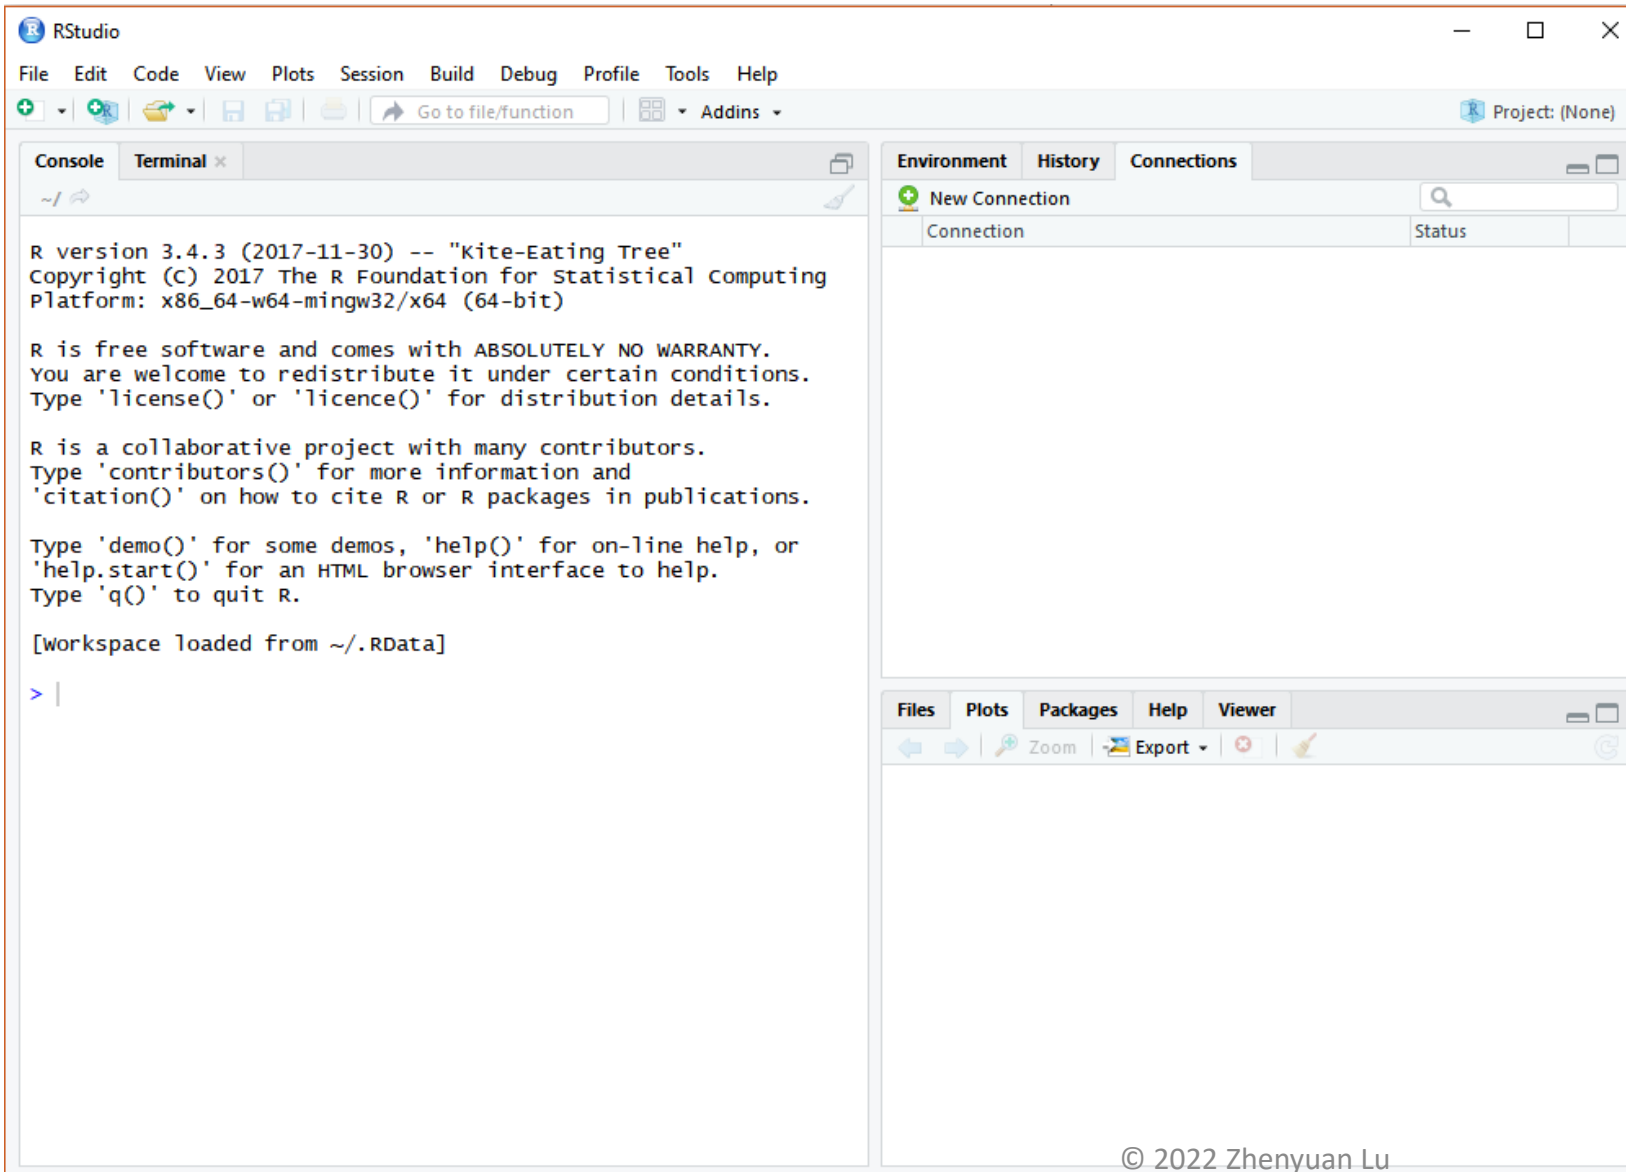 RStudio
File Edit Code View Plots Session Build Debug Profile Tools Help
Go to file/function Addins Project: (None)
Console Terminal
~/
R version 3.4.3 (2017-11-30) -- "Kite-Eating Tree"
Copyright (C) 2017 The R Foundation for Statistical Computing
Platform: x86_64-w64-mingw32/x64 (64-bit)
R is free software and comes with ABSOLUTELY NO WARRANTY.
You are welcome to redistribute it under certain conditions.
Type 'license()' or 'licence()' for distribution details.
R is a collaborative project with many contributors.
Type 'contributors()' for more information and
'citation()' on how to cite R or R packages in publications.
Type 'demo()' for some demos, 'help()' for on-line help, or
'help.start()' for an HTML browser interface to help.
Type 'q()' to quit R.
[Workspace loaded from ~/.RData]
>
Environment History Connections
New Connection
Connection Status
Files Plots Packages Help Viewer
Zoom Export
© 2022 Zhenyuan Lu